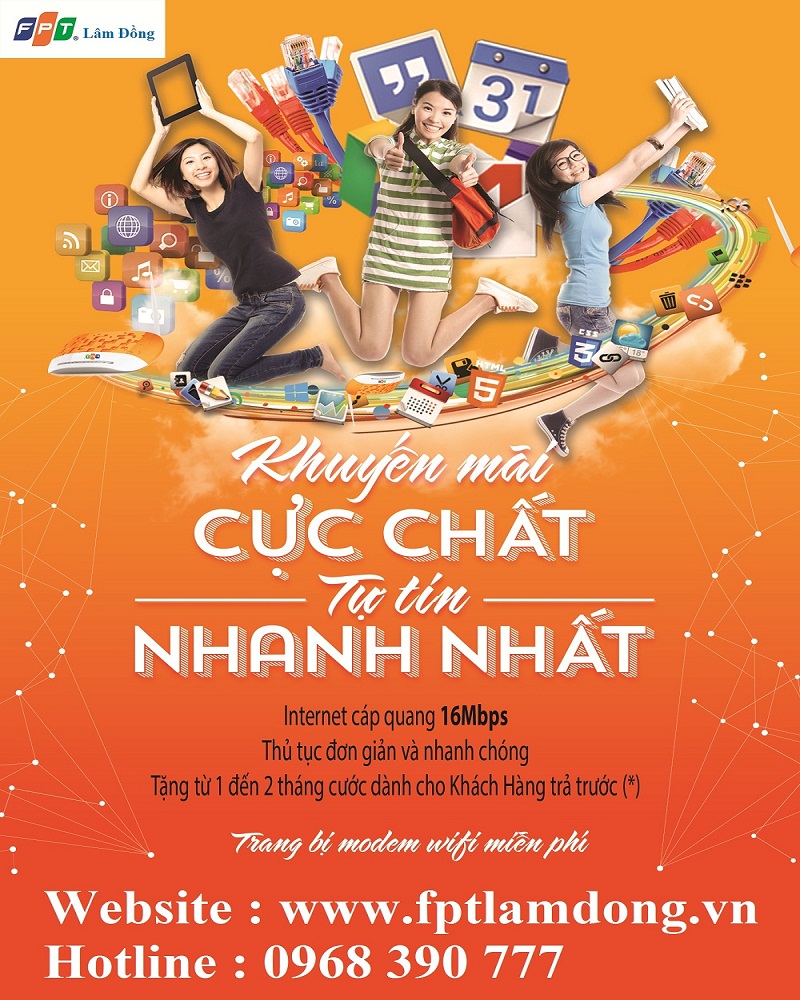 FPT Lâm Đồng
31
Khuyến mãi
CỰC CHẤT
Tự tin
NHANH NHẤT
Internet cáp quang 16Mbps
Thủ tục đơn giản và nhanh chóng
Tặng từ 1 đến 2 tháng cước dành cho Khách Hàng trả trước (*)
Trang bị modem wifi miễn phí
Website : www.fptlamdong.vn
Hotline : 0968 390 777